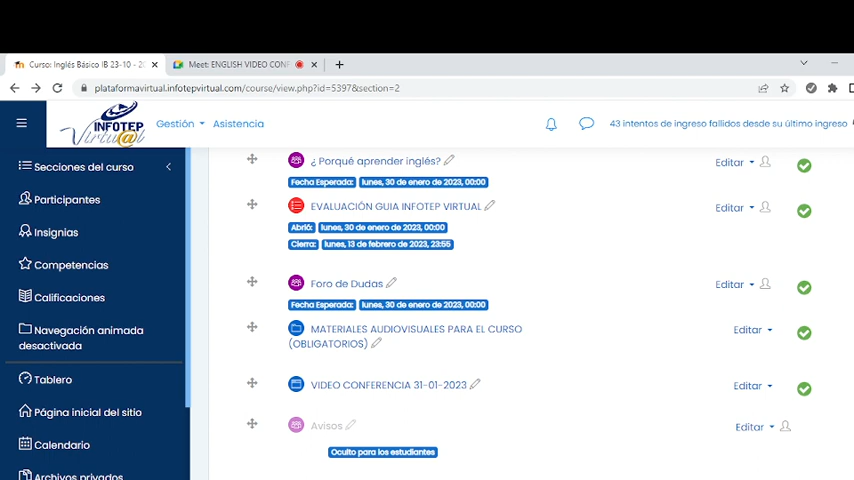 Curso: Inglés Básico IB 23-10 - 20
Meet: ENGLISH VIDEO CONF
plataformavirtual.infotepvirtual.com/course/view.php?id=5397&section=2
INFOTEP
Virtu@l
Gestión
Asistencia
43 intentos de ingreso fallidos desde su último ingreso
Secciones del curso
Participantes
Insignias
Competencias
Calificaciones
Navegación animada
desactivada
Tablero
Página inicial del sitio
Calendario
Archivos privados
¿ Porqué aprender inglés?
Editar
Fecha Esperada: lunes, 30 de enero de 2023, 00:00
EVALUACIÓN GUIA INFOTEP VIRTUAL
Editar
Abrió: lunes, 30 de enero de 2023, 00:00
Cierra: lunes, 13 de febrero de 2023, 23:55
Foro de Dudas
Editar
Fecha Esperada: lunes, 30 de enero de 2023, 00:00
MATERIALES AUDIOVISUALES PARA EL CURSO
(OBLIGATORIOS)
Editar
VIDEO CONFERENCIA 31-01-2023
Editar
Avisos
Editar
Oculto para los estudiantes